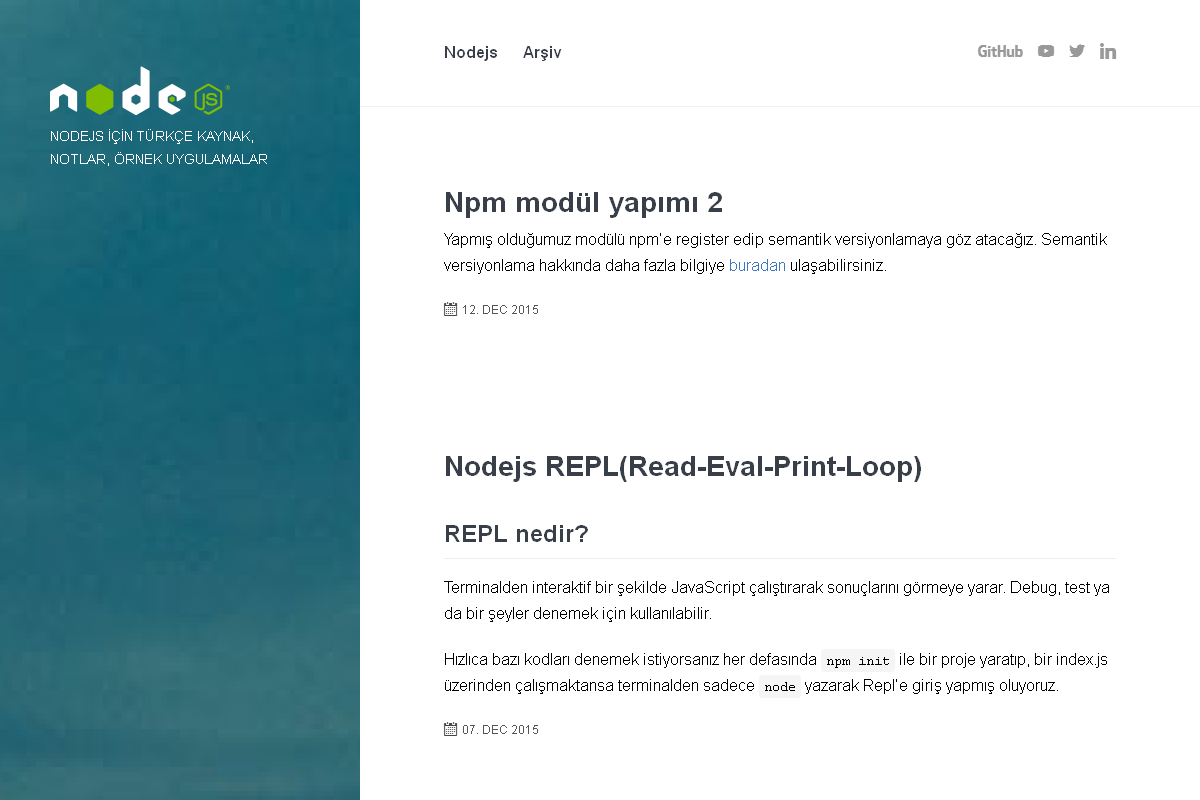 node JS
NODEJS İÇİN TÜRKÇE KAYNAK,
NOTLAR, ÖRNEK UYGULAMALAR
Nodejs Arşiv GitHub
Npm modül yapımı 2
Yapmış olduğumuz modülü npm'e register edip semantik versiyonlamaya göz atacağız. Semantik
versiyonlama hakkında daha fazla bilgiye buradan ulaşabilirsiniz.
12. DEC 2015
Nodejs REPL(Read-Eval-Print-Loop)
REPL nedir?
Terminalden interaktif bir şekilde JavaScript çalıştırarak sonuçlarını görmeye yarar. Debug, test ya
da bir şeyler denemek için kullanılabilir.
Hızlıca bazı kodları denemek istiyorsanız her defasında npm init ile bir proje yaratıp, bir index.js
üzerinden çalışmaktansa terminalden sadece node yazarak Repl'e giriş yapmış oluyoruz.
07. DEC 2015